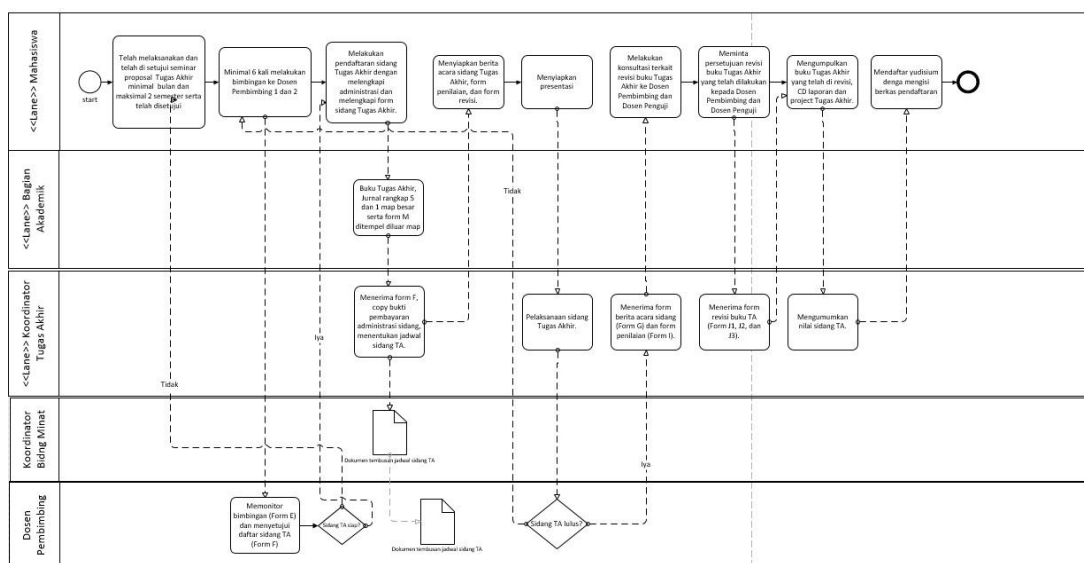 <<Lane>> Mahasiswa
start
Telah melaksanakan dan
telah di setujui seminar
proposal Tugas Akhir
minimal bulan dan
maksimal 2 semester serta
telah disetujui
Minimal 6 kali melakukan
bimbingan ke Dosen
Pembimbing 1 dan 2
Melakukan
pendaftaran sidang
Tugas Akhir dengan
melengkapi
administrasi dan
melengkapi form
sidang Tugas Akhir.
Menyiapkan berita
acara sidang Tugas
Akhir, form
penilaian, dan form
revisi.
Menyiapkan
presentasi
Melakukan
konsultasi terkait
revisi buku Tugas
Akhir ke Dosen
Pembimbing dan
Dosen Penguji
Meminta
persetujuan revisi
buku Tugas Akhir
yang telah dilakukan
kepada Dosen
Pembimbing dan
Dosen Penguji
Mengumpulkan
buku Tugas Akhir
yang telah di revisi,
CD laporan dan
project Tugas Akhir.
Mendaftar yudisium
denga mengisi
berkas pendaftaran
<<Lane>> Bagian
Akademik
Buku Tugas Akhir,
Jurnal rangkap 5
dan 1 map besar
serta form M
ditempel diluar map
Tidak
<<Lane>> Koordinator
Tugas Akhir
Menerima form F,
copy bukti
pembayaran
administrasi sidang,
menentukan jadwal
sidang TA.
Pelaksanaan sidang
Tugas Akhir.
Menerima form
berita acara sidang
(Form G) dan form
penilaian (Form I).
Menerima form
revisi buku TA
(Form J1, J2, dan
J3).
Mengumumkan
nilai sidang TA.
Iya
Tidak
Koordinator
Bidng Minat
Dokumen tembusan jadwal sidang TA
Iya
Dosen
Pembimbing
Memonitor
bimbingan (Form E)
dan menyetujui
daftar sidang TA
(Form F)
Sidang TA siap?
Dokumen tembusan jadwal sidang TA
Sidang TA lulus?